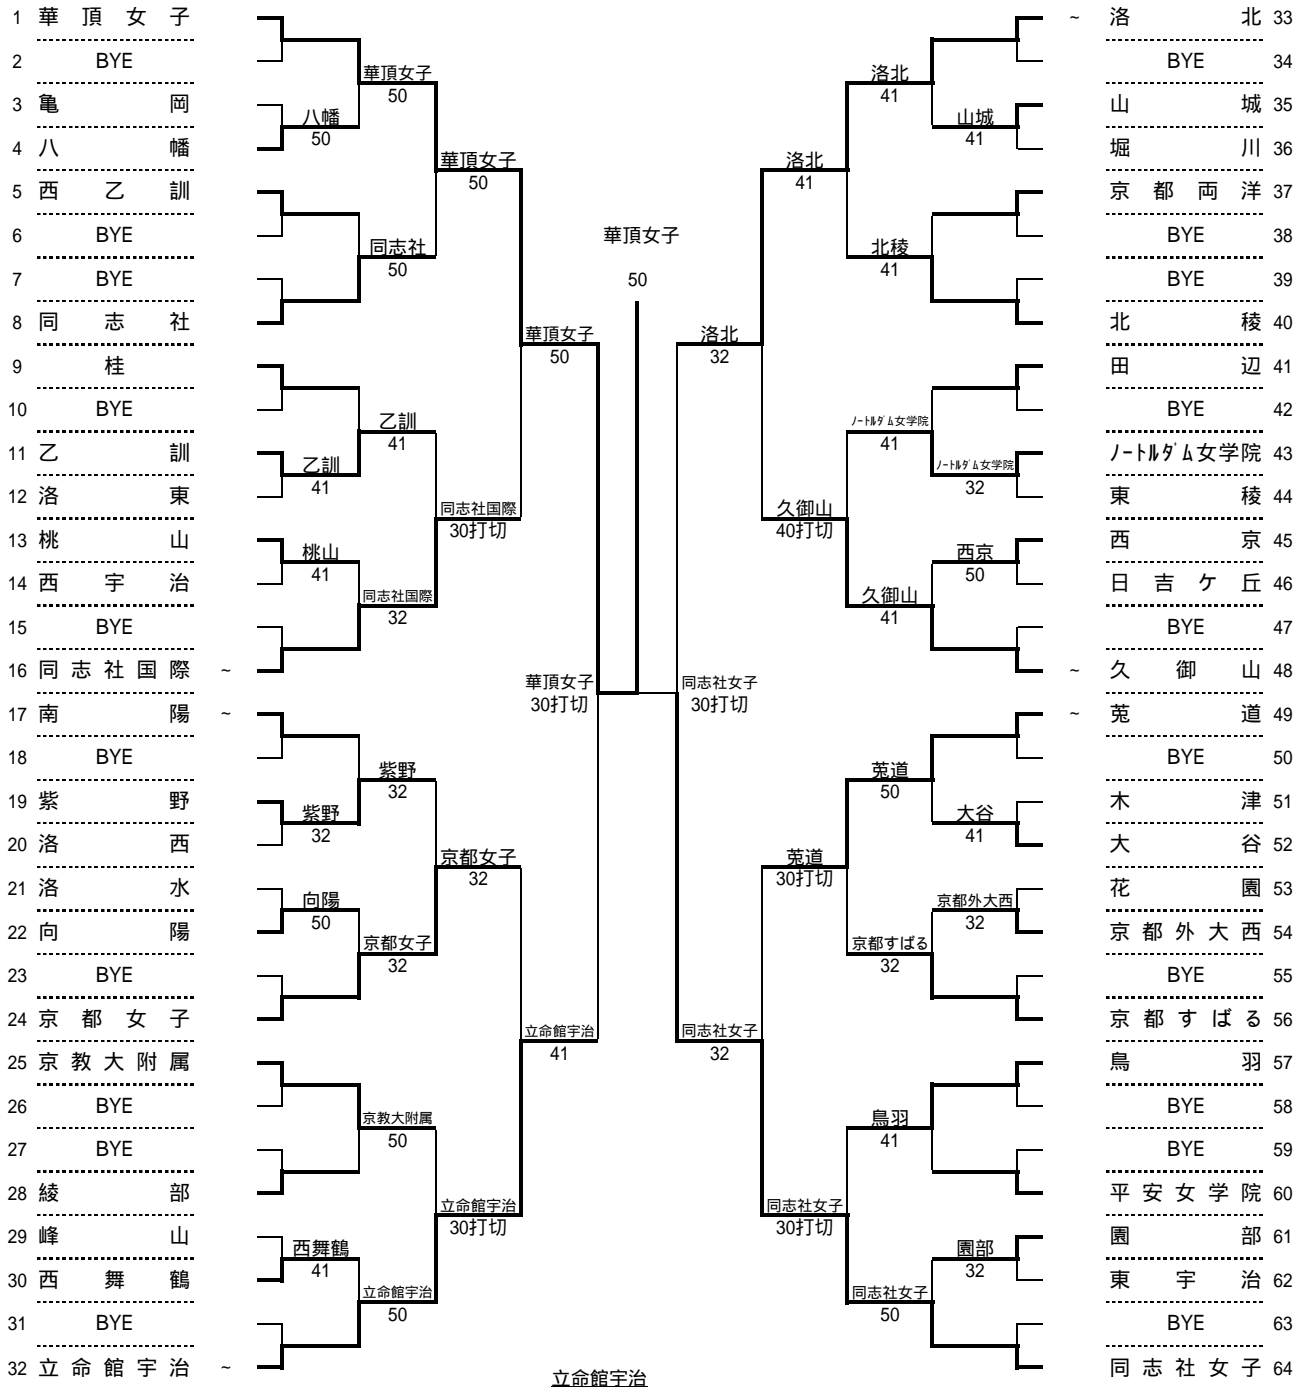 1 華頂女子
2 BYE
3 亀岡
4 八幡
5 西乙訓
6 BYE
7 BYE
8 同志社
9 桂
10 BYE
11 乙訓
12 洛東
13 桃山
14 西宇治
15 BYE
16 同志社国際 ~
17 南陽 ~
18 BYE
19 紫野
20 洛西
21 洛水
22 向陽
23 BYE
24 京都女子
25 京教大附属
26 BYE
27 BYE
28 綾部
29 峰山
30 西舞鶴
31 BYE
32 立命館宇治 ~
八幡
50
乙訓
41
桃山
41
紫野
32
向陽
50
西舞鶴
41
華頂女子
50
同志社
50
乙訓
41
同志社国際
32
紫野
32
京都女子
32
京教大附属
50
立命館宇治
50
華頂女子
50
同志社国際
30打切
京都女子
32
立命館宇治
30打切
華頂女子
50
立命館宇治
41
華頂女子
30打切
華頂女子
50
同志社女子
30打切
洛北
32
同志社女子
32
洛北
41
久御山
40打切
莵道
30打切
同志社女子
30打切
洛北
41
北稜
41
ノートルダム女学院
41
久御山
41
莵道
50
京都すばる
32
鳥羽
41
同志社女子
50
山城
41
ノートルダム女学院
32
西京
50
大谷
41
京都外大西
32
園部
32
~ 洛北 33
BYE 34
山城 35
堀川 36
京都両洋 37
BYE 38
BYE 39
北稜 40
田辺 41
BYE 42
ノートルダム女学院 43
東稜 44
西京 45
日吉ケ丘 46
BYE 47
~ 久御山 48
~ 莵道 49
BYE 50
木津 51
大谷 52
花園 53
京都外大西 54
BYE 55
京都すばる 56
鳥羽 57
BYE 58
BYE 59
平安女学院 60
園部 61
東宇治 62
BYE 63
同志社女子 64
立命館宇治